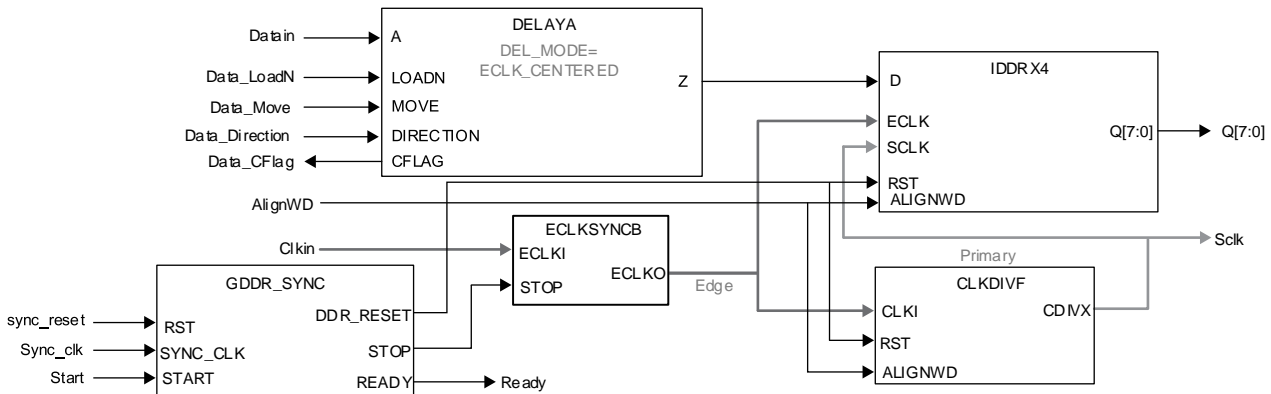 DELAYA
DEL_MODE=
ECLK_CENTERED
Datain
A
Data_LoadN
LOADN
Data_Move
MOVE
Data_Direction
DIRECTION
Data_CFlag
CFLAG
Z
IDDRX4
D
ECLK
SCLK
RST
ALIGNWD
Q[7:0]
Q[7:0]
AlignWD
Clkin
ECLKSYNCB
ECLKI
STOP
ECLKO
Edge
Primary
Sclk
GDDR_SYNC
sync_reset
RST
Sync_clk
SYNC_CLK
Start
START
DDR_RESET
STOP
READY
Ready
CLKDIVF
CLKI
RST
ALIGNWD
CDIVX